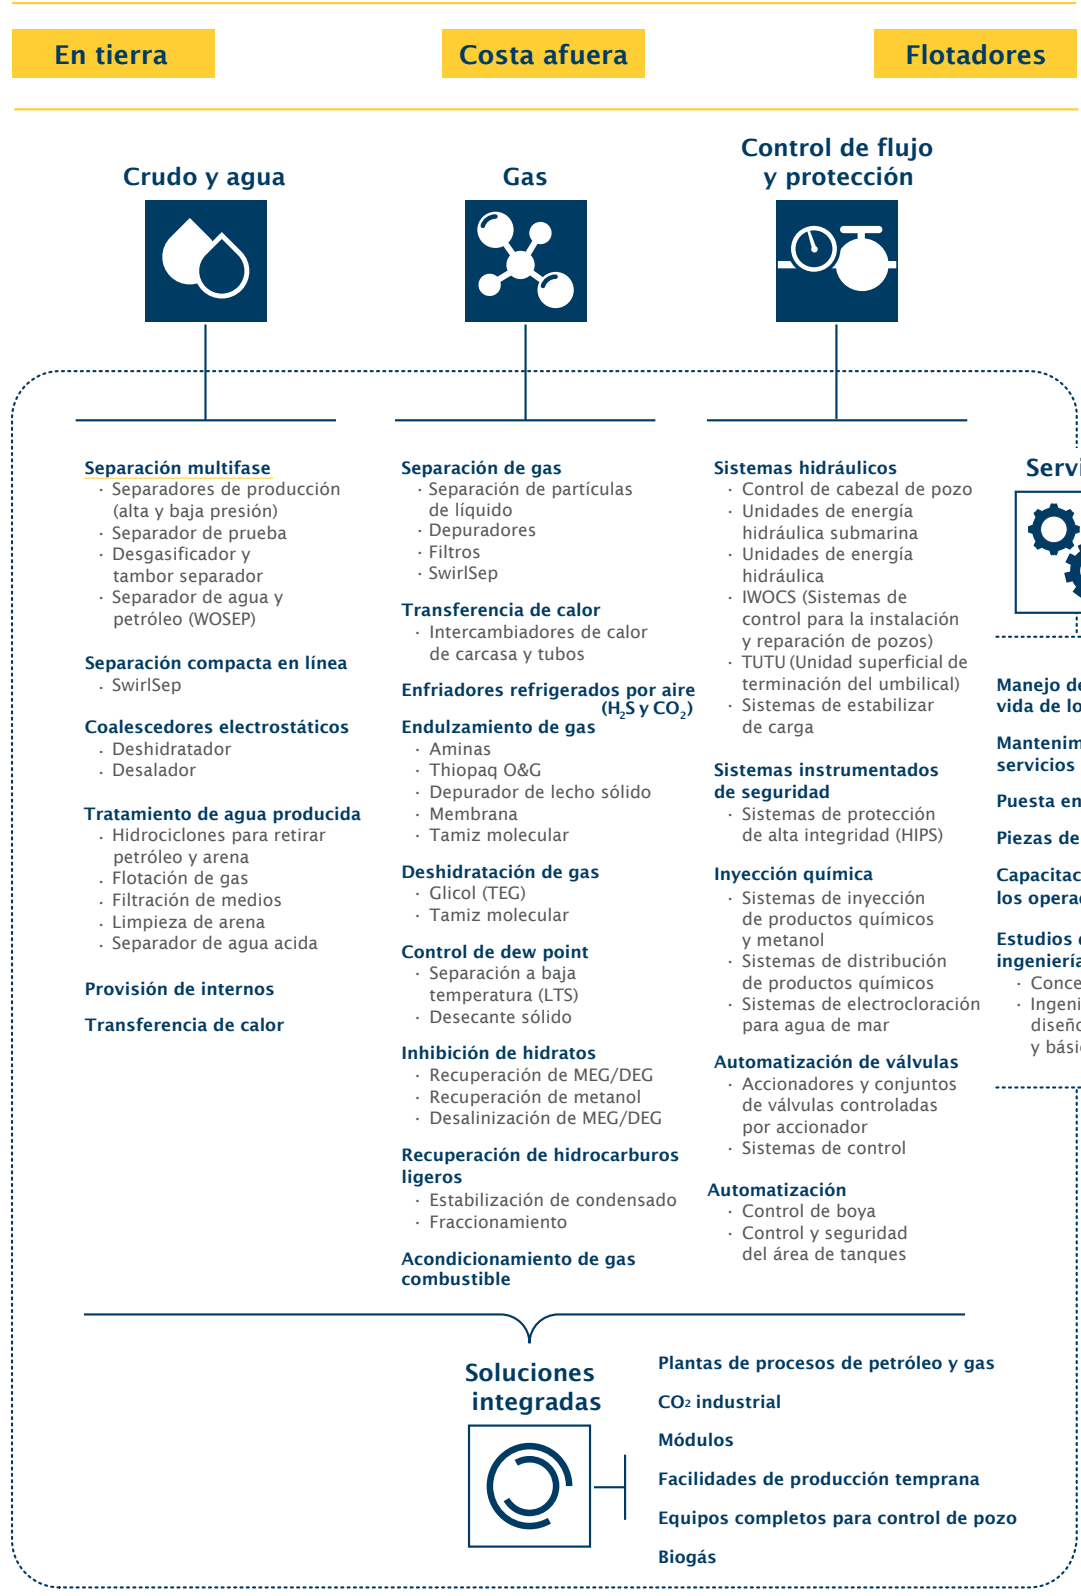 En tierra
Costa afuera
Flotadores
Crudo y agua
Gas
Control de flujo
y protección
Separación multifase
· Separadores de producción
(alta y baja presión)
· Separador de prueba
· Desgasificador y
tambor separador
· Separador de agua y
petróleo (WOSEP)
Separación compacta en línea
· SwirlSep
Coalescedores electrostáticos
· Deshidratador
· Desalador
Tratamiento de agua producida
· Hidrociclones para retirar
petróleo y arena
· Flotación de gas
· Filtración de medios
· Limpieza de arena
· Separador de agua acida
Provisión de internos
Transferencia de calor
Separación de gas
· Separación de partículas
de líquido
· Depuradores
· Filtros
· SwirlSep
Transferencia de calor
· Intercambiadores de calor
de carcasa y tubos
Enfriadores refrigerados por aire
(H₂S y CO₂)
Endulzamiento de gas
· Aminas
· Thiopaq O&G
· Depurador de lecho sólido
· Membrana
· Tamiz molecular
Deshidratación de gas
· Glicol (TEG)
· Tamiz molecular
Control de dew point
· Separación a baja
temperatura (LTS)
· Desecante sólido
Inhibición de hidratos
· Recuperación de MEG/DEG
· Recuperación de metanol
· Desalinización de MEG/DEG
Recuperación de hidrocarburos
ligeros
· Estabilización de condensado
· Fraccionamiento
Acondicionamiento de gas
combustible
Sistemas hidráulicos
· Control de cabezal de pozo
· Unidades de energía
hidráulica submarina
· Unidades de energía
hidráulica
· IWOCS (Sistemas de
control para la instalación
y reparación de pozos)
· TUTU (Unidad superficial de
terminación del umbilical)
· Sistemas de estabilizar
de carga
Sistemas instrumentados
de seguridad
· Sistemas de protección
de alta integridad (HIPS)
Inyección química
· Sistemas de inyección
de productos químicos
y metanol
· Sistemas de distribución
de productos químicos
· Sistemas de electrocloración
para agua de mar
Automatización de válvulas
· Accionadores y conjuntos
de válvulas controladas
por accionador
· Sistemas de control
Automatización
· Control de boya
· Control y seguridad
del área de tanques
Manejo de
vida de lo
servicios
Puesta en
Piezas de
Soluciones
integradas
Plantas de procesos de petróleo y gas
CO₂ industrial
Módulos
Facilidades de producción temprana
Equipos completos para control de pozo
Biogás